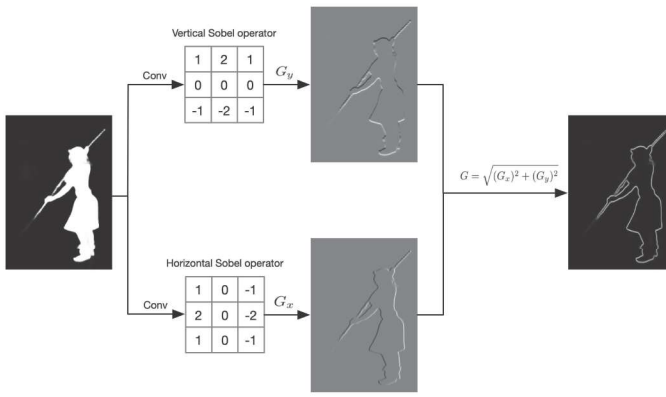 Vertical Sobel operator
1 2 1
Conv
0 0 0
G_y
-1 -2 -1
G = √(G_x)² + (G_y)²
Horizontal Sobel operator
1 0 -1
Conv
2 0 -2
G_x
1 0 -1